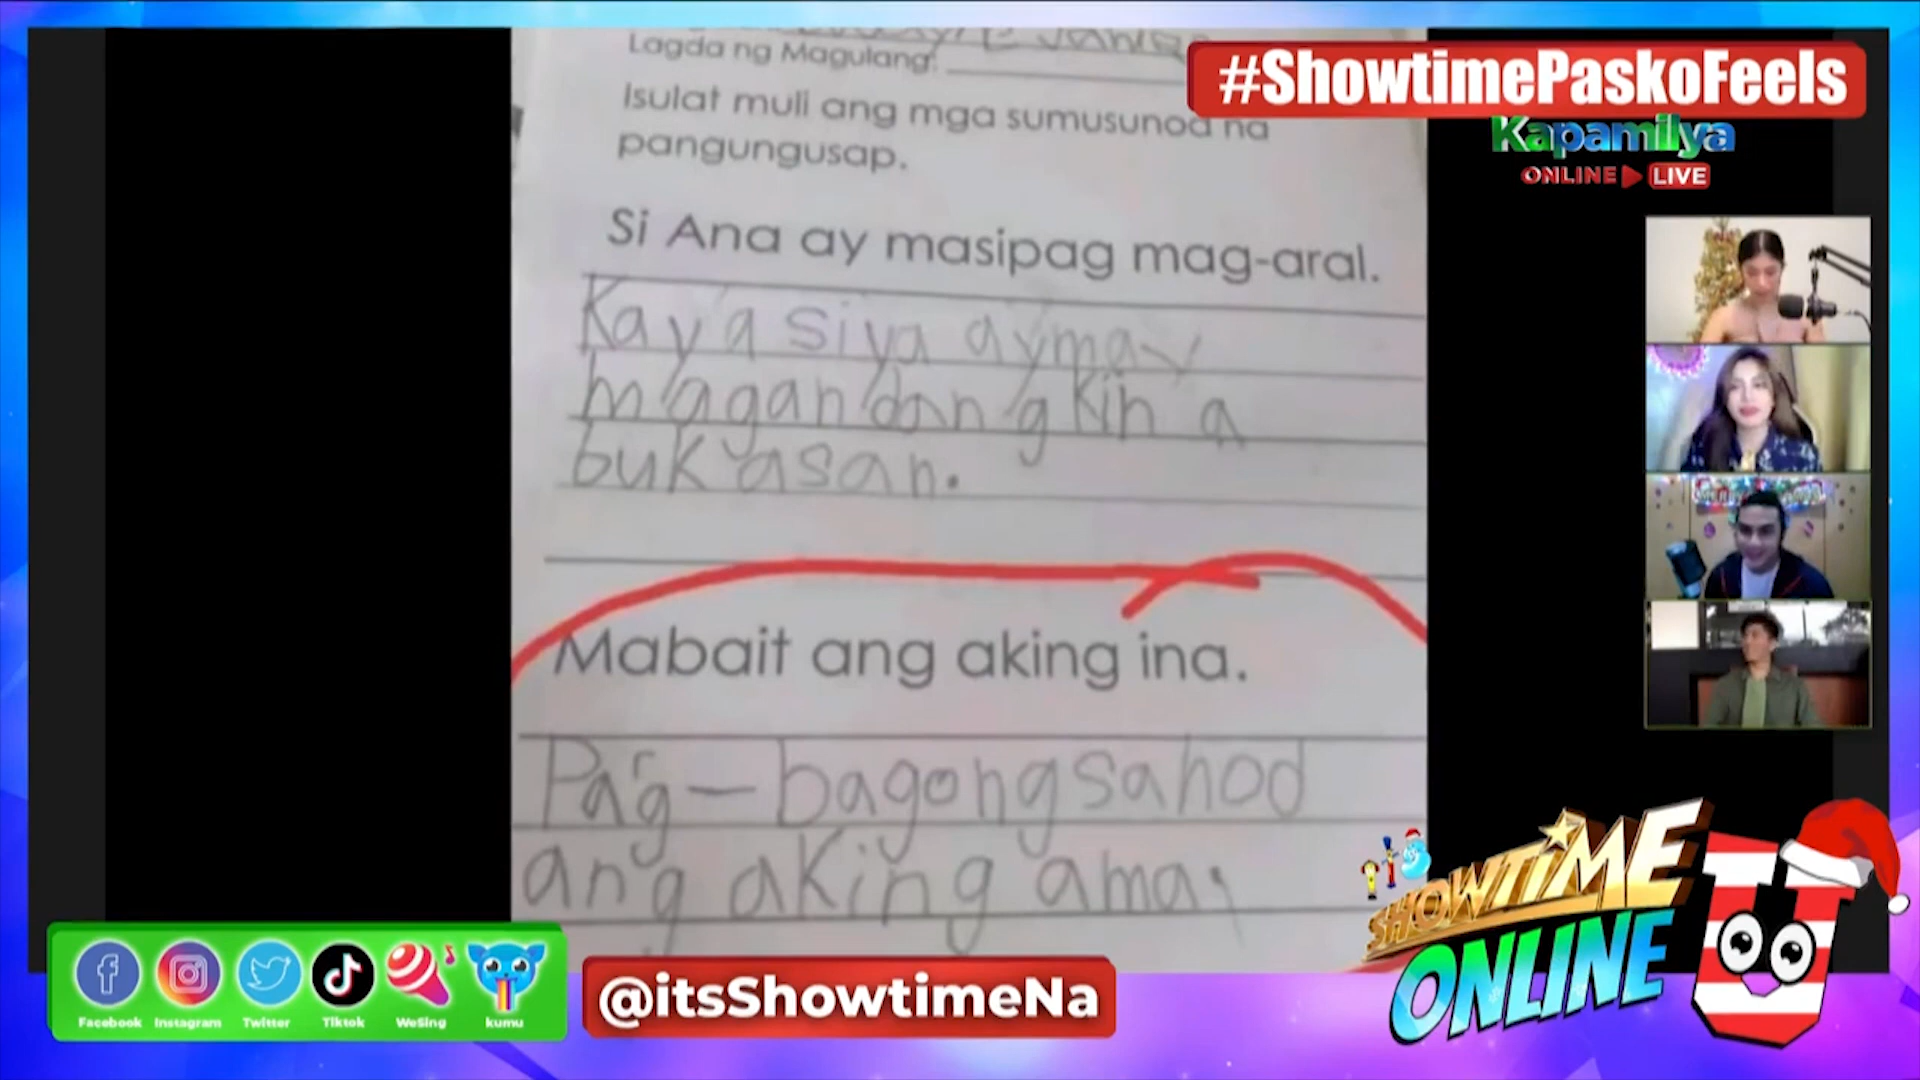 Lagda ng Magulang:
Isulat muli ang mga sumusunod na
pangungusap.
Si Ana ay masipag mag-aral.
Kaya siya ay may
magandang kin a
bukasan.
Mabait ang aking ina.
Pag-bagong sahod
ang aking ama,
#ShowtimePaskoFeels
Kapamilya
ONLINE LIVE
Facebook Instagram Twitter Tiktok WeSing kumu
@itsShowtimeNa
it's
SHOWTIME
ONLINE U